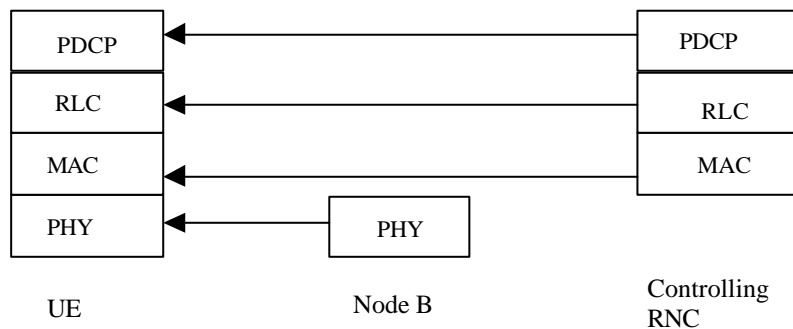 PDCP
PDCP
RLC
RLC
MAC
MAC
PHY
PHY
UE
Node B
Controlling
RNC